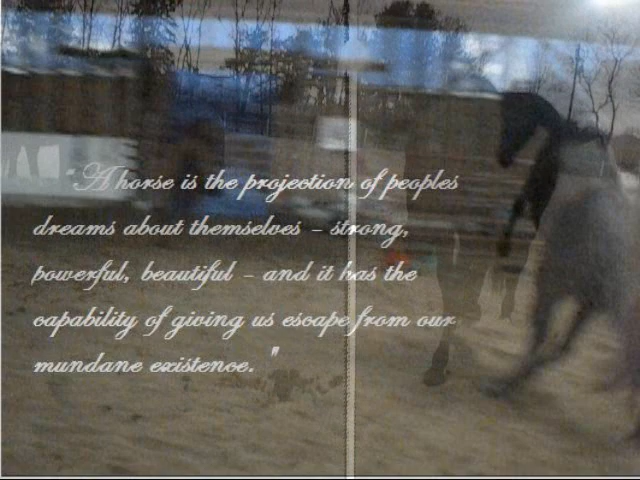 "A horse is the projection of peoples
dreams about themselves - strong,
powerful, beautiful - and it has the
capability of giving us escape from our
mundane existence."